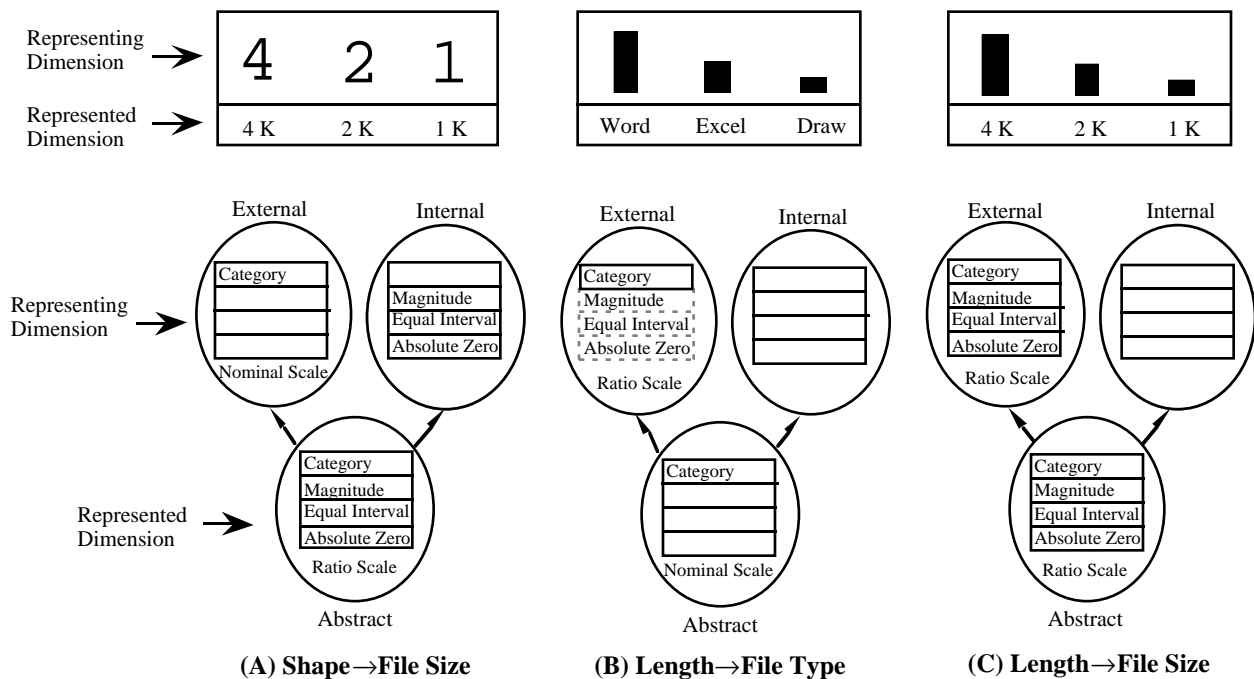 Representing
Dimension
4 2 1
Represented
Dimension
4 K 2 K 1 K
Word Excel Draw
4 K 2 K 1 K
External Internal
Representing
Dimension
Category
Nominal Scale
Magnitude
Equal Interval
Absolute Zero
Represented
Dimension
Category
Magnitude
Equal Interval
Absolute Zero
Ratio Scale
Abstract
(A) Shape→File Size
External Internal
Category
Magnitude
Equal Interval
Absolute Zero
Ratio Scale
Category
Nominal Scale
Abstract
(B) Length→File Type
External Internal
Category
Magnitude
Equal Interval
Absolute Zero
Ratio Scale
Category
Magnitude
Equal Interval
Absolute Zero
Ratio Scale
Abstract
(C) Length→File Size